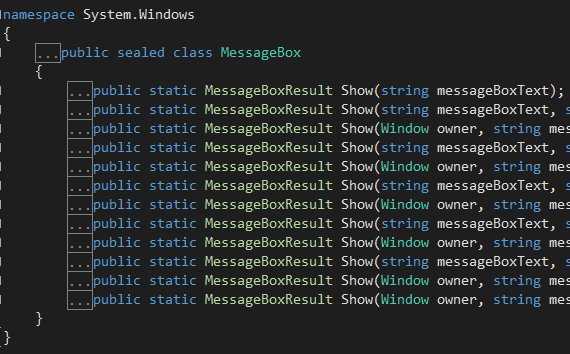 namespace System.Windows
{
...public sealed class MessageBox
{
...public static MessageBoxResult Show(string messageBoxText);
...public static MessageBoxResult Show(string messageBoxText, s
...public static MessageBoxResult Show(Window owner, string mes
...public static MessageBoxResult Show(string messageBoxText, s
...public static MessageBoxResult Show(Window owner, string mes
...public static MessageBoxResult Show(string messageBoxText, s
...public static MessageBoxResult Show(Window owner, string mes
...public static MessageBoxResult Show(string messageBoxText, s
...public static MessageBoxResult Show(Window owner, string mes
...public static MessageBoxResult Show(string messageBoxText, s
...public static MessageBoxResult Show(Window owner, string mes
...public static MessageBoxResult Show(Window owner, string mes
}
}